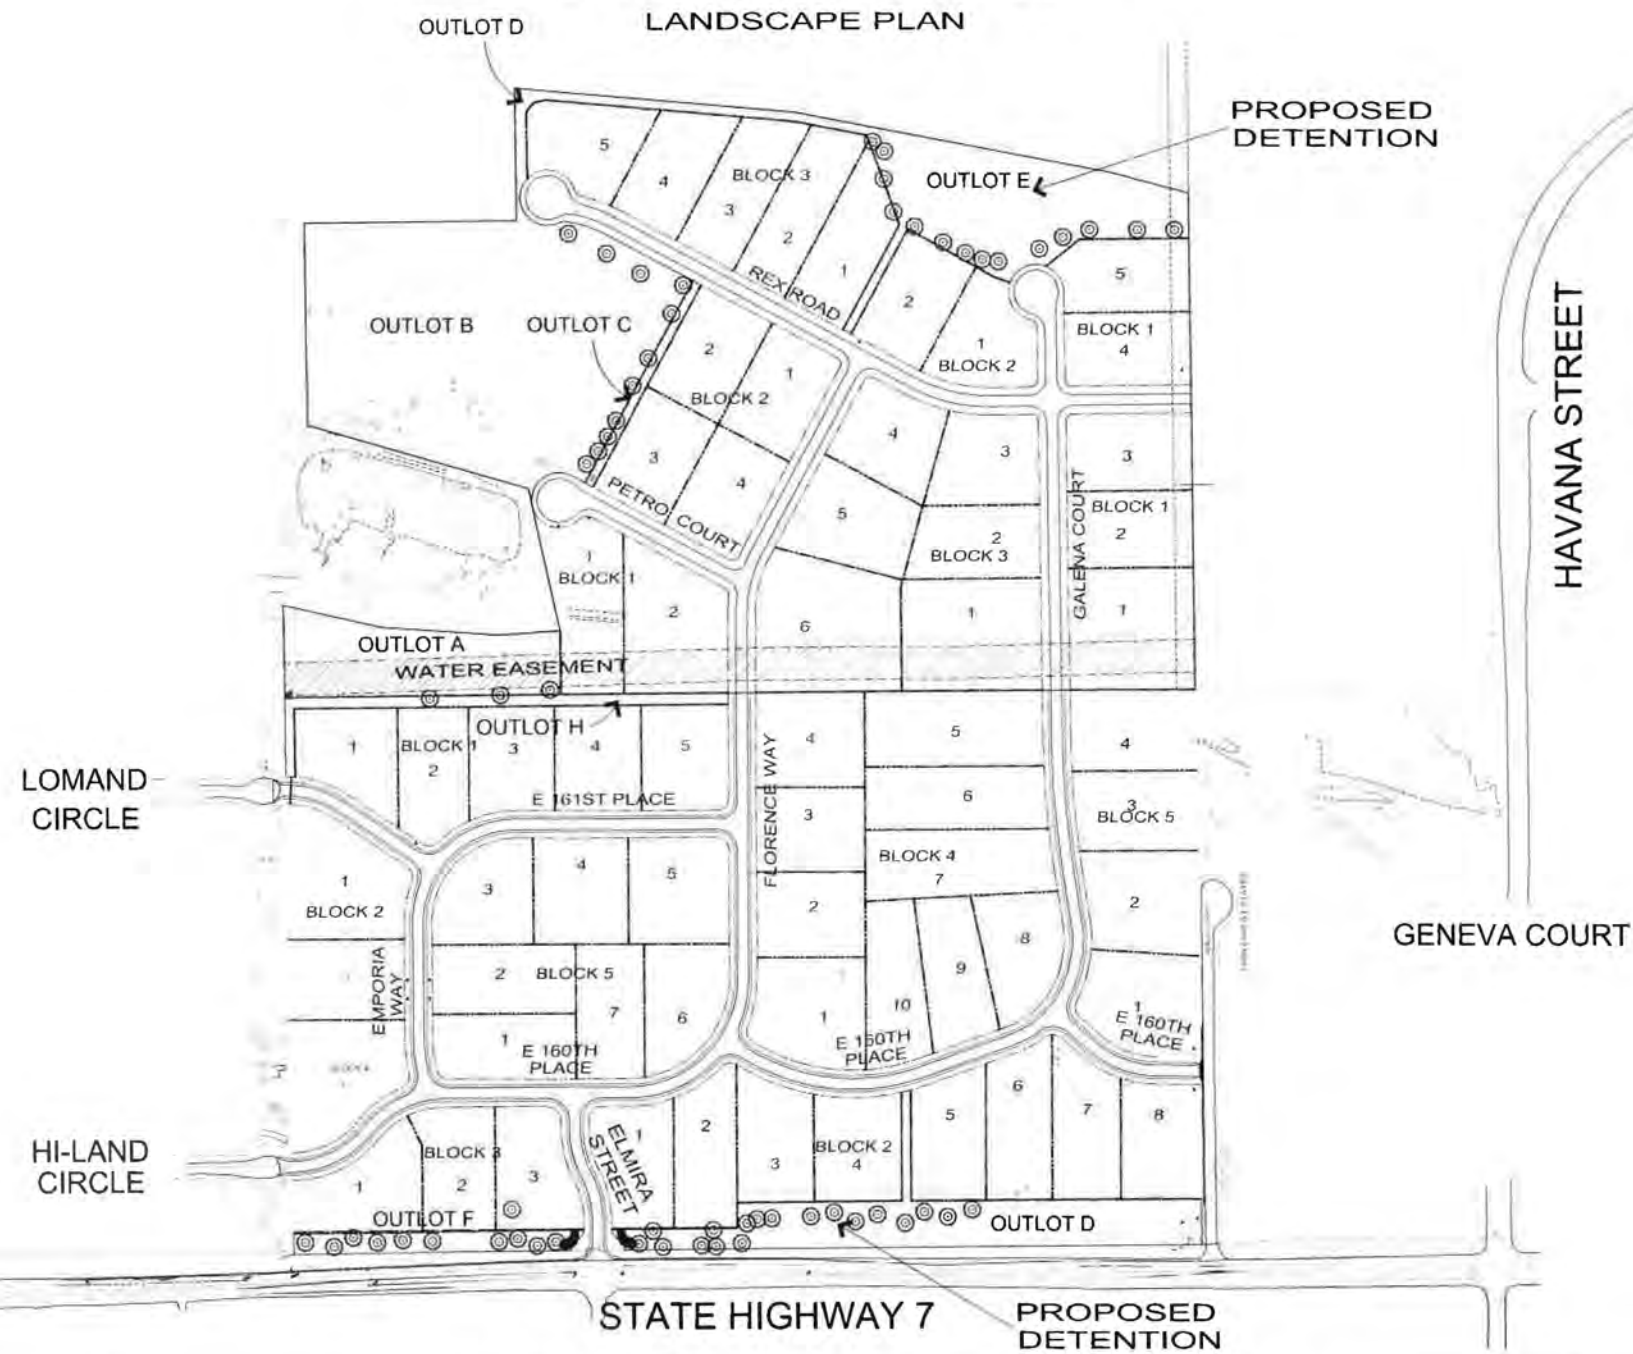 LANDSCAPE PLAN
OUTLOT D
PROPOSED
DETENTION
5
4
BLOCK 3
3
2
1
OUTLOT E
REX ROAD
2
1
BLOCK 2
5
BLOCK 1
4
OUTLOT B
OUTLOT C
2
1
BLOCK 2
3
4
PETRO COURT
4
5
3
2
BLOCK 3
1
GALENA COURT
3
BLOCK 1
2
1
HAVANA STREET
1
BLOCK 1
2
6
OUTLOT A
WATER EASEMENT
OUTLOT H
1
BLOCK 1
2
3
4
5
E 161ST PLACE
LOMAND
CIRCLE
FLORENCE WAY
4
3
2
1
5
6
BLOCK 4
7
8
9
10
4
3
BLOCK 5
2
1
E 160TH
PLACE
GENEVA COURT
1
BLOCK 2
EMPORIA
WAY
3
4
5
2
BLOCK 5
7
6
1
E 160TH
PLACE
E 160TH
PLACE
HI-LAND
CIRCLE
BLOCK 3
1
2
3
ELMIRA
STREET
1
2
3
BLOCK 2
4
5
6
7
8
OUTLOT F
OUTLOT D
STATE HIGHWAY 7
PROPOSED
DETENTION